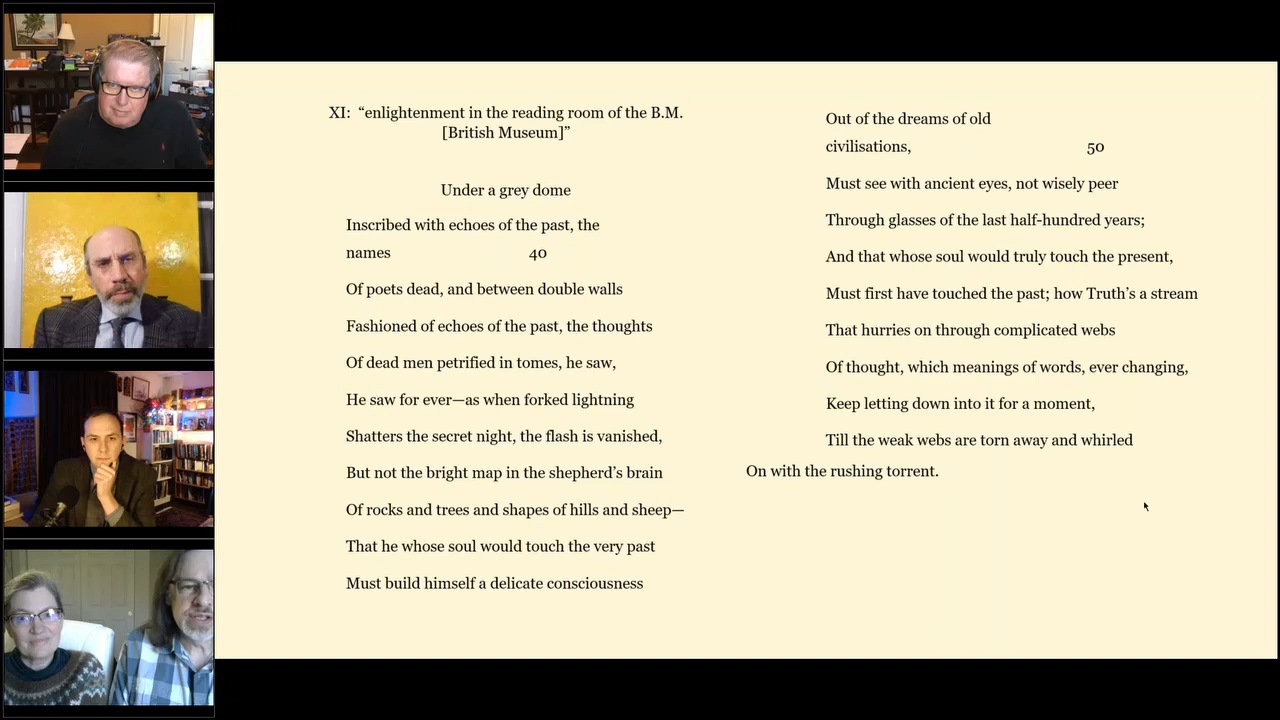 XI: “enlightenment in the reading room of the B.M.
[British Museum]”
Under a grey dome
Inscribed with echoes of the past, the
names 40
Of poets dead, and between double walls
Fashioned of echoes of the past, the thoughts
Of dead men petrified in tomes, he saw,
He saw for ever—as when forked lightning
Shatters the secret night, the flash is vanished,
But not the bright map in the shepherd’s brain
Of rocks and trees and shapes of hills and sheep—
That he whose soul would touch the very past
Must build himself a delicate consciousness
Out of the dreams of old
civilisations, 50
Must see with ancient eyes, not wisely peer
Through glasses of the last half-hundred years;
And that whose soul would truly touch the present,
Must first have touched the past; how Truth’s a stream
That hurries on through complicated webs
Of thought, which meanings of words, ever changing,
Keep letting down into it for a moment,
Till the weak webs are torn away and whirled
On with the rushing torrent.